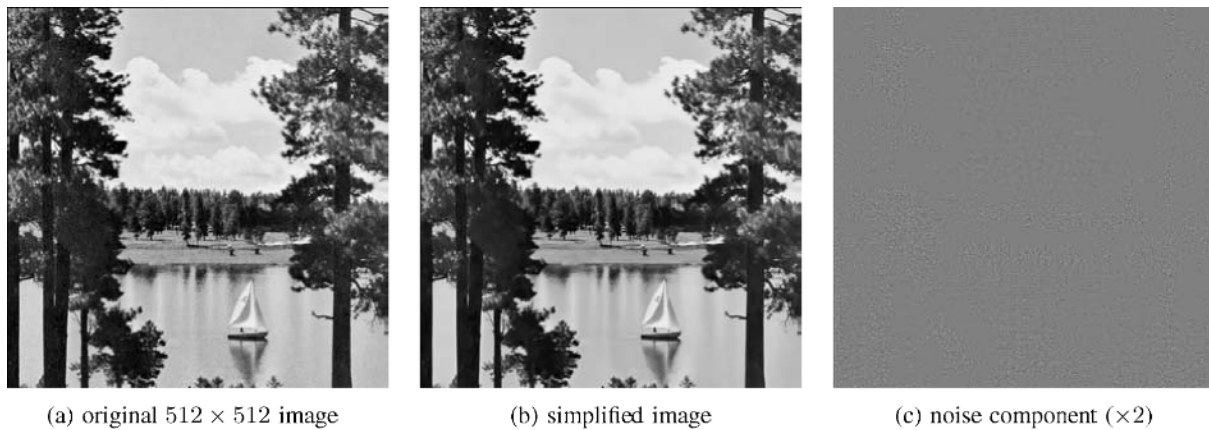 (a) original 512 × 512 image
(b) simplified image
(c) noise component (×2)